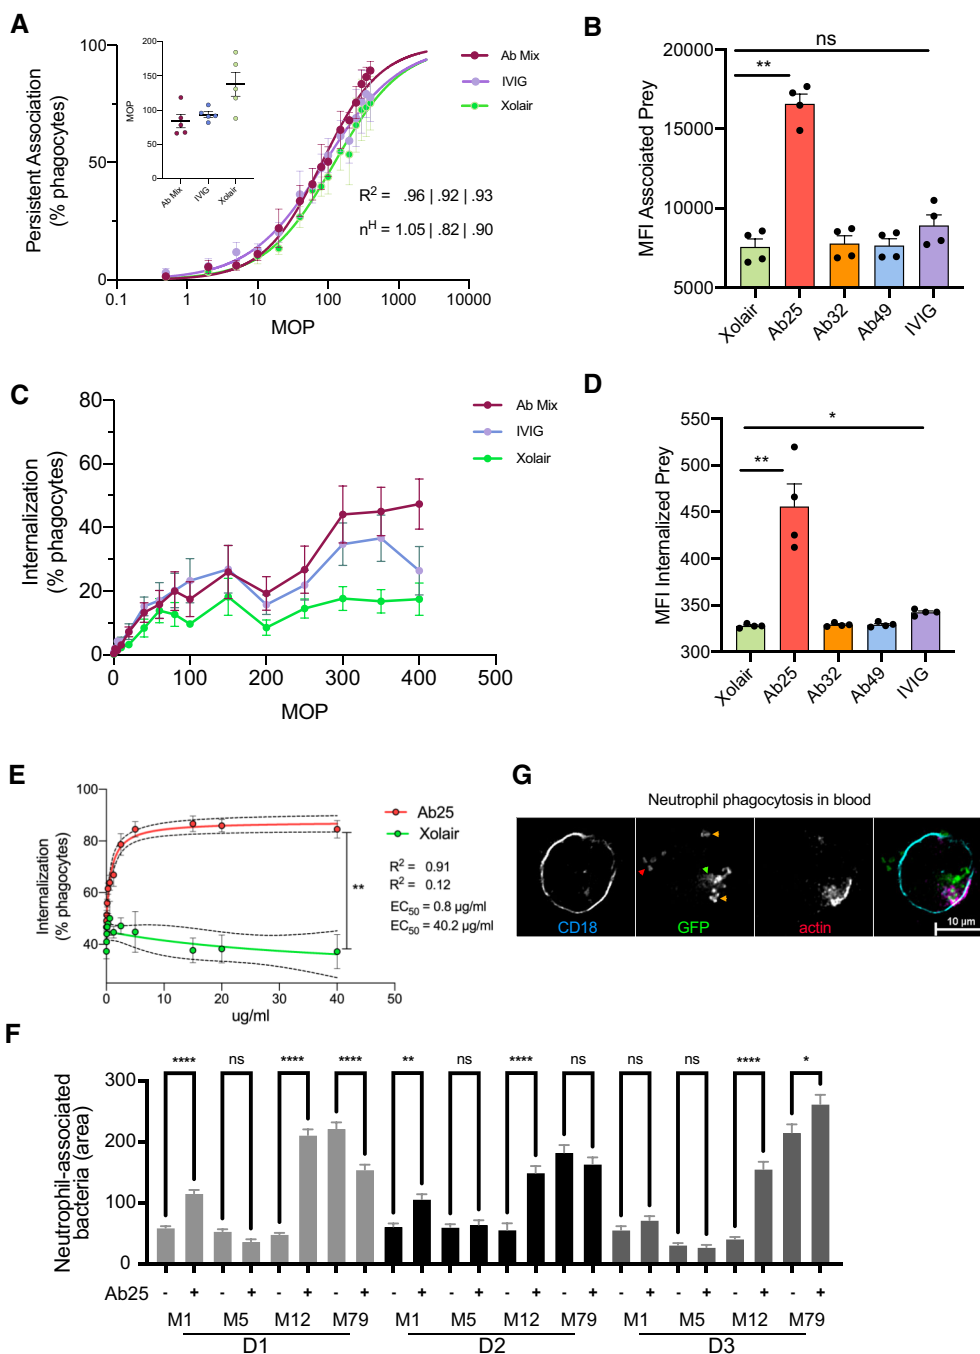 A
Persistent Association
(% phagocytes)
100
50
0
0.1
1
10
100
1000
10000
MOP
200
150
100
50
0
MOP
Ab Mix
IVIG
Xolair
Ab Mix
IVIG
Xolair
R2 = .96 | .92 | .93
nH = 1.05 | .82 | .90
B
MFI Asscoiated Prey
20000
15000
10000
5000
**
ns
Xolair
Ab25
Ab32
Ab49
IVIG
C
Internalization
(% phagocytes)
80
60
40
20
0
0
100
200
300
400
500
MOP
Ab Mix
IVIG
Xolair
D
MFI Internalized Prey
550
500
450
400
350
300
*
**
Xolair
Ab25
Ab32
Ab49
IVIG
E
Internalization
(% phagocytes)
100
80
60
40
0
10
20
30
40
50
ug/ml
Ab25
Xolair
R2 = 0.91
R2 = 0.12
EC50 = 0.8 µg/ml
EC50 = 40.2 µg/ml
**
G
Neutrophil phagocytosis in blood
CD18
GFP
actin
10 µm
F
Neutrophil-associated
bacteria (area)
300
200
100
0
**** ns **** **** ** ns **** ns ns ns **** *
Ab25 - + - + - + - + - + - + - + - + - + - + - + - +
M1 M5 M12 M79 M1 M5 M12 M79 M1 M5 M12 M79
D1 D2 D3